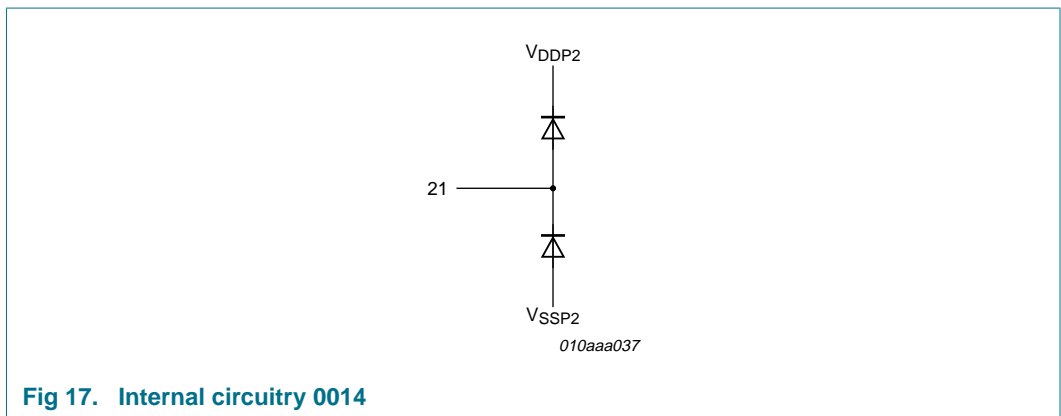 VDDP2
21
VSSP2
010aaa037
Fig 17. Internal circuitry 0014